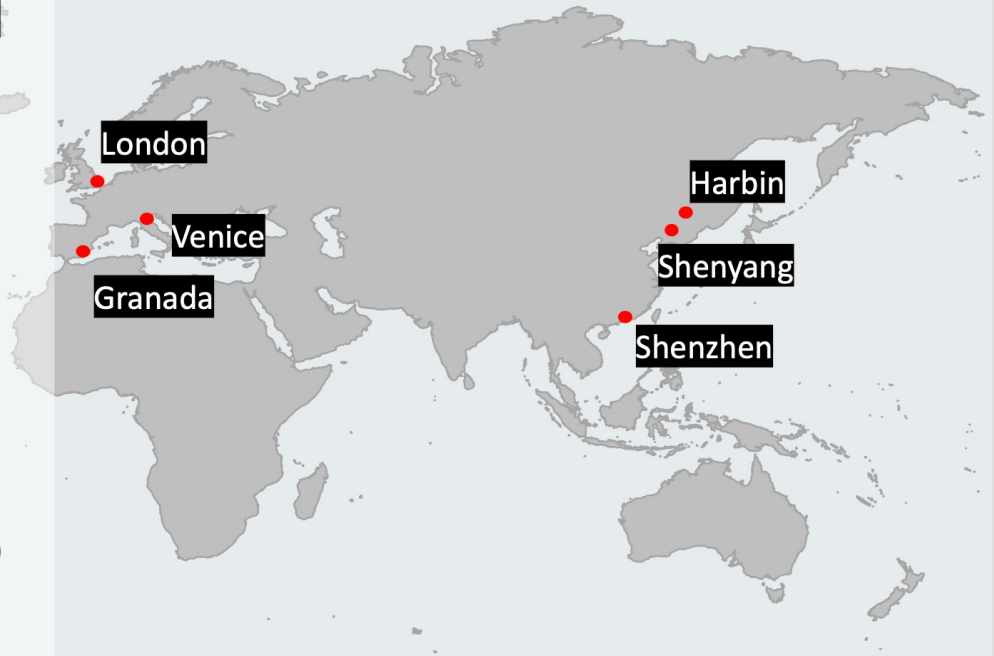 London
Harbin
Venice
Shenyang
Granada
Shenzhen